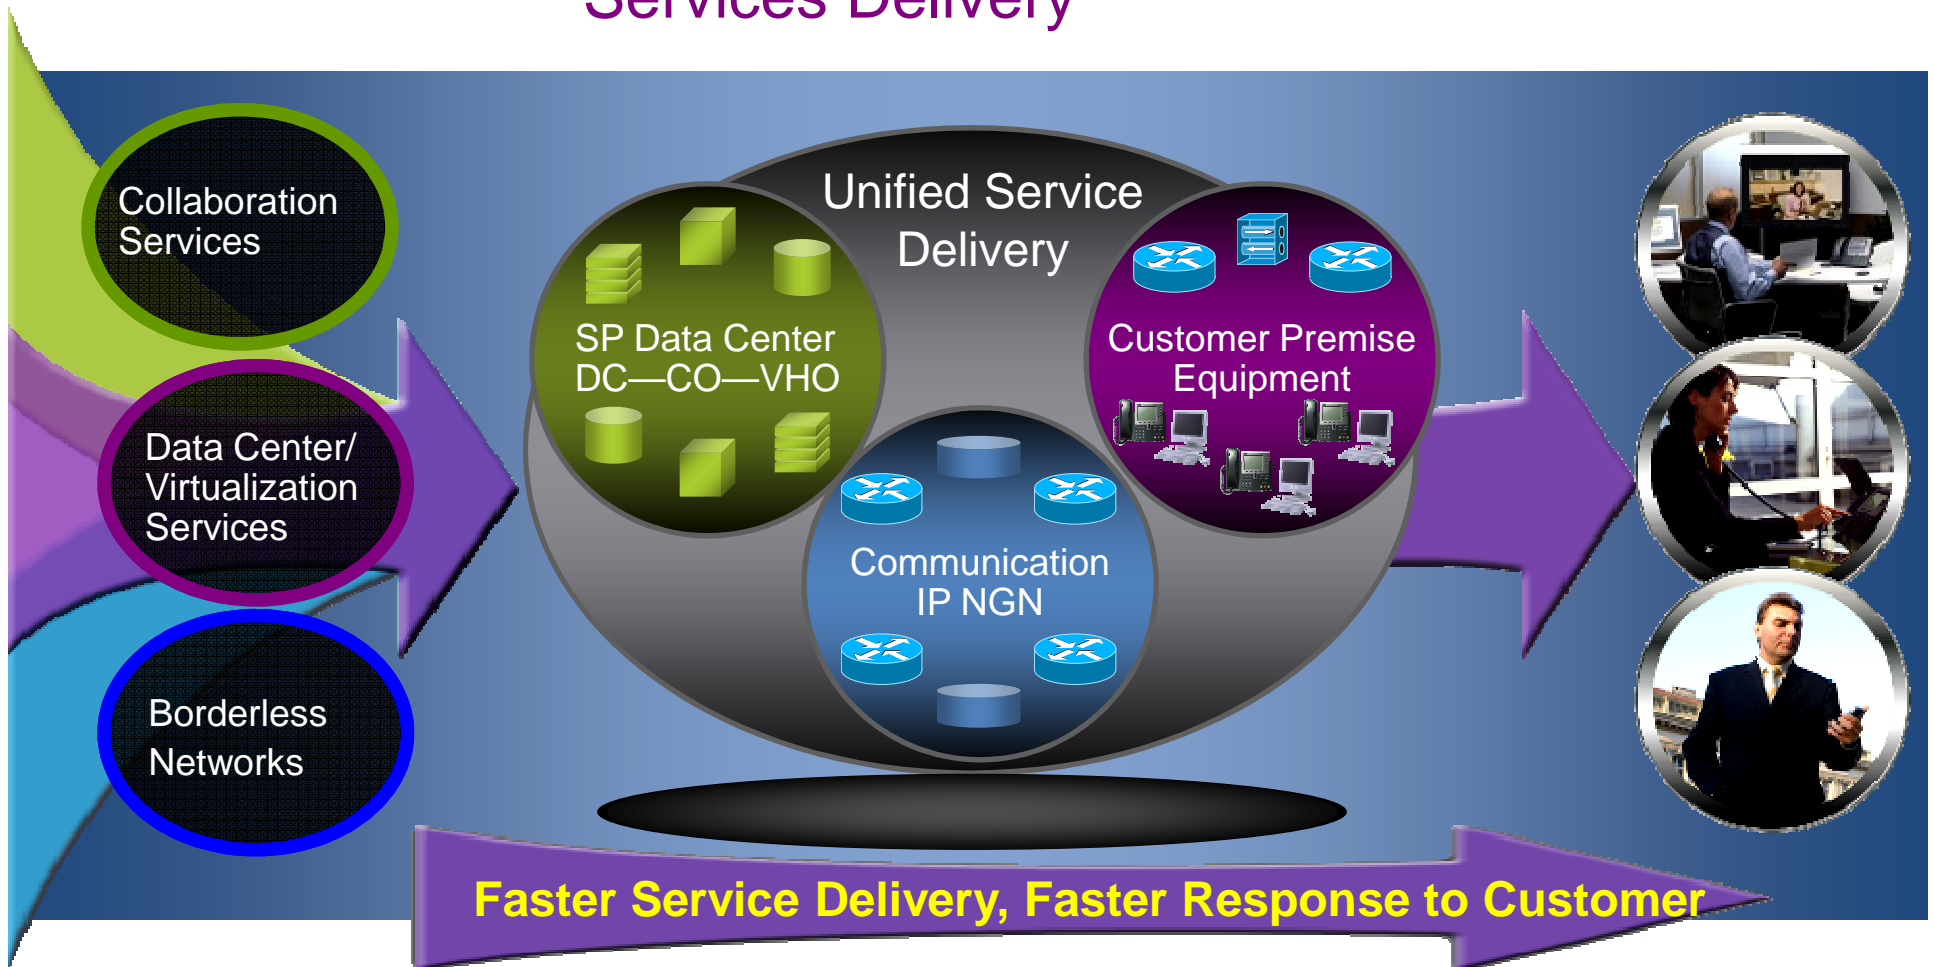 Services Delivery
Collaboration
Services
Data Center/
Virtualization
Services
Borderless
Networks
Unified Service
Delivery
SP Data Center
DC—CO—VHO
Customer Premise
Equipment
Communication
IP NGN
Faster Service Delivery, Faster Response to Customer